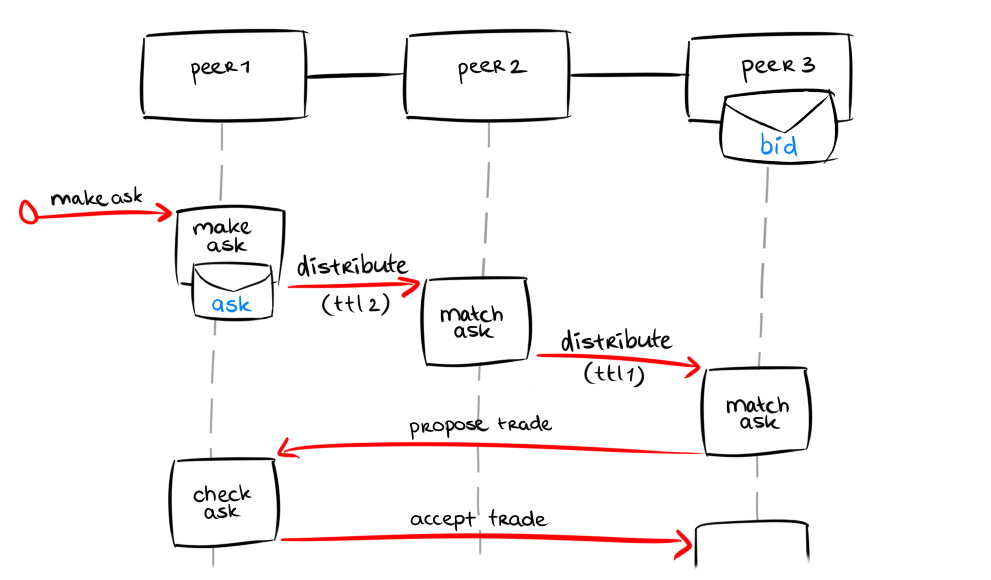 peer 1
peer 2
peer 3
bid
make ask
make
ask
ask
distribute
(ttl 2)
match
ask
distribute
(ttl 1)
match
ask
propose trade
check
ask
accept trade